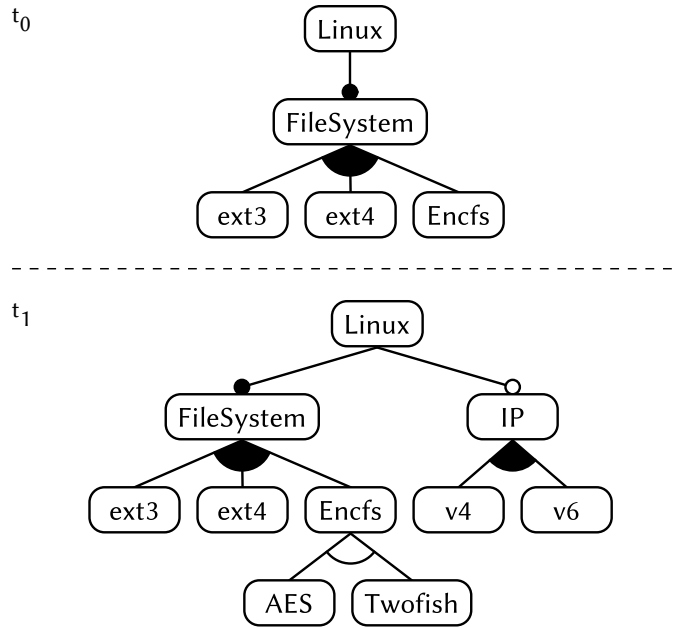 t0
Linux
FileSystem
ext3 ext4 Encfs
t1
Linux
FileSystem IP
ext3 ext4 Encfs v4 v6
AES Twofish